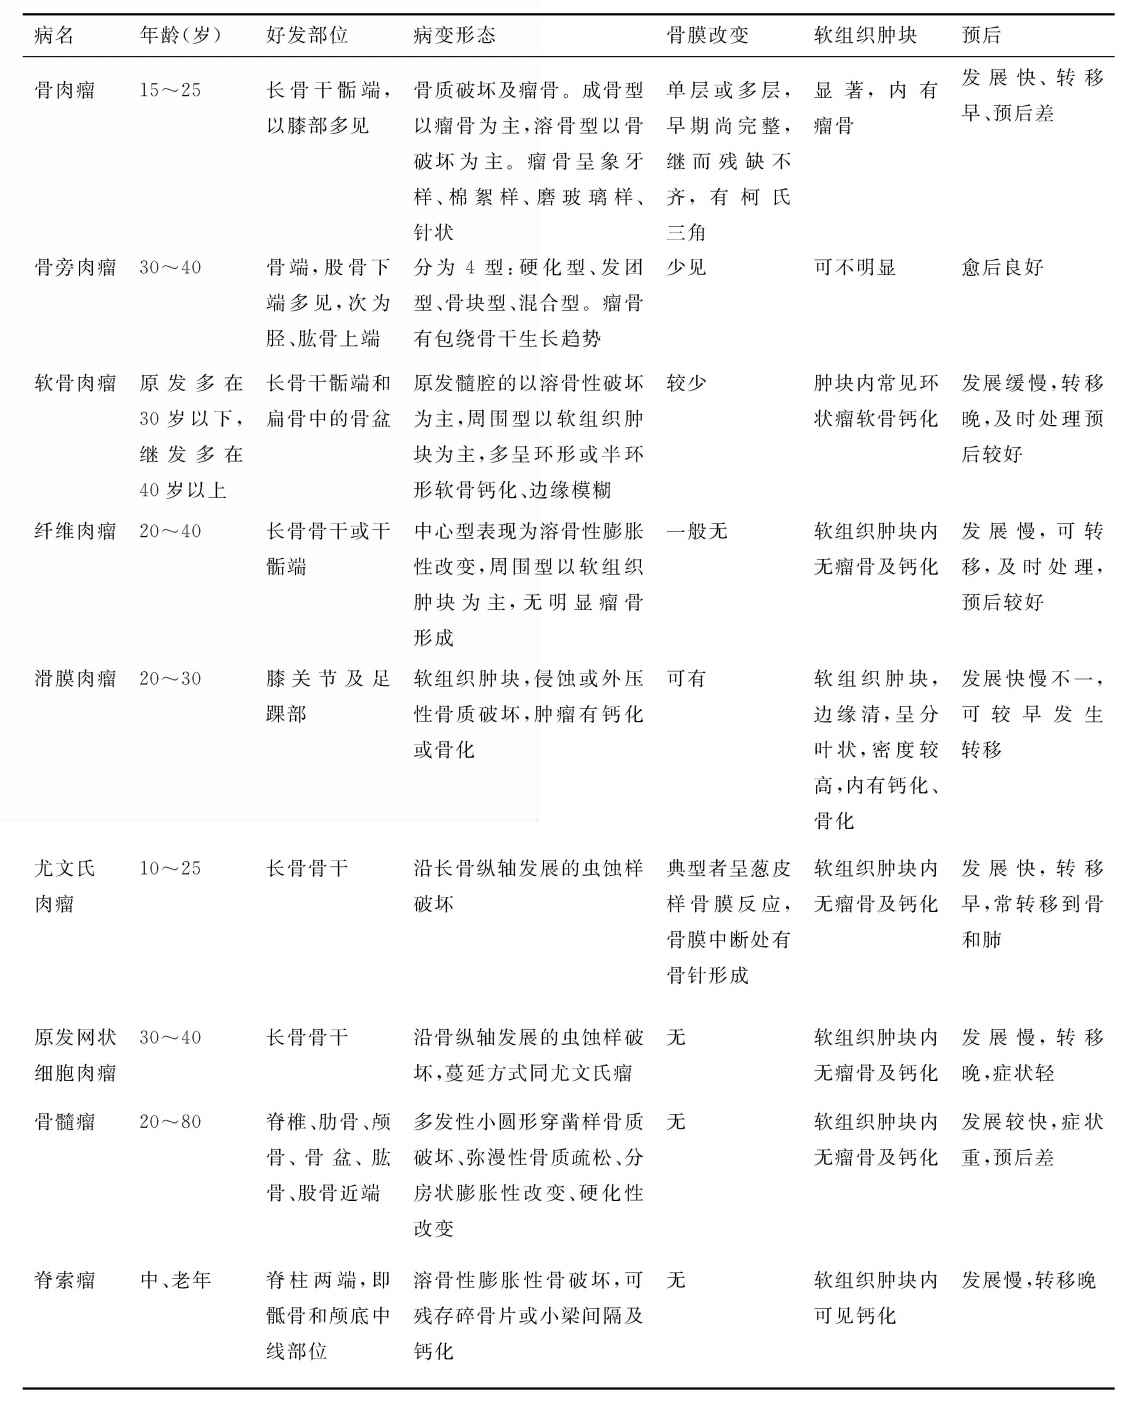 病名 年龄(岁) 好发部位 病变形态 骨膜改变 软组织肿块 预后
骨肉瘤 15～25 长骨干骺端, 骨质破坏及瘤骨。成骨型 单层或多层, 显著,内有 发展快、转移
以膝部多见 以瘤骨为主,溶骨型以骨 早期尚完整, 瘤骨 早、预后差
破坏为主。瘤骨呈象牙 继而残缺不
样、棉絮样、磨玻璃样、 齐,有柯氏
针状 三角
骨旁肉瘤 30～40 骨端,股骨下 分为 4 型:硬化型、发团 少见 可不明显 愈后良好
端多见,次为 型、骨块型、混合型。瘤骨
胫、肱骨上端 有包绕骨干生长趋势
软骨肉瘤 原发多在 长骨干骺端和 原发髓腔的以溶骨性破坏 较少 肿块内常见环 发展缓慢,转移
30 岁以下, 扁骨中的骨盆 为主,周围型以软组织肿 状瘤软骨钙化 晚,及时处理预
继发多在 块为主,多呈环形或半环 后较好
40 岁以上 形软骨钙化、边缘模糊
纤维肉瘤 20～40 长骨骨干或干 中心型表现为溶骨性膨胀 一般无 软组织肿块内 发展慢,可转
骺端 性改变,周围型以软组织 无瘤骨及钙化 移,及时处理,
肿块为主,无明显瘤骨 预后较好
形成
滑膜肉瘤 20～30 膝关节及足 软组织肿块,侵蚀或外压 可有 软组织肿块, 发展快慢不一,
踝部 性骨质破坏,肿瘤有钙化 边缘清,呈分 可较早发生
或骨化 叶状,密度较 转移
高,内有钙化、
骨化
尤文氏 10～25 长骨骨干 沿长骨纵轴发展的虫蚀样 典型者呈葱皮 软组织肿块内 发展快,转移
肉瘤 破坏 样骨膜反应, 无瘤骨及钙化 早,常转移到骨
骨膜中断处有 和肺
骨针形成
原发网状 30～40 长骨骨干 沿骨纵轴发展的虫蚀样破 无 软组织肿块内 发展慢,转移
细胞肉瘤 坏,蔓延方式同尤文氏瘤 无瘤骨及钙化 晚,症状轻
骨髓瘤 20～80 脊椎、肋骨、颅 多发性小圆形穿凿样骨质 无 软组织肿块内 发展较快,症状
骨、骨盆、肱 破坏、弥漫性骨质疏松、分 无瘤骨及钙化 重,预后差
骨、股骨近端 房状膨胀性改变、硬化性
改变
脊索瘤 中、老年 脊柱两端,即 溶骨性膨胀性骨破坏,可 无 软组织肿块内 发展慢,转移晚
骶骨和颅底中 残存碎骨片或小梁间隔及 可见钙化
线部位 钙化